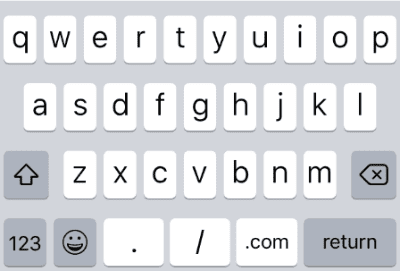 q w e r t y u i o p
a s d f g h j k l
z x c v b n m
123 . / .com return